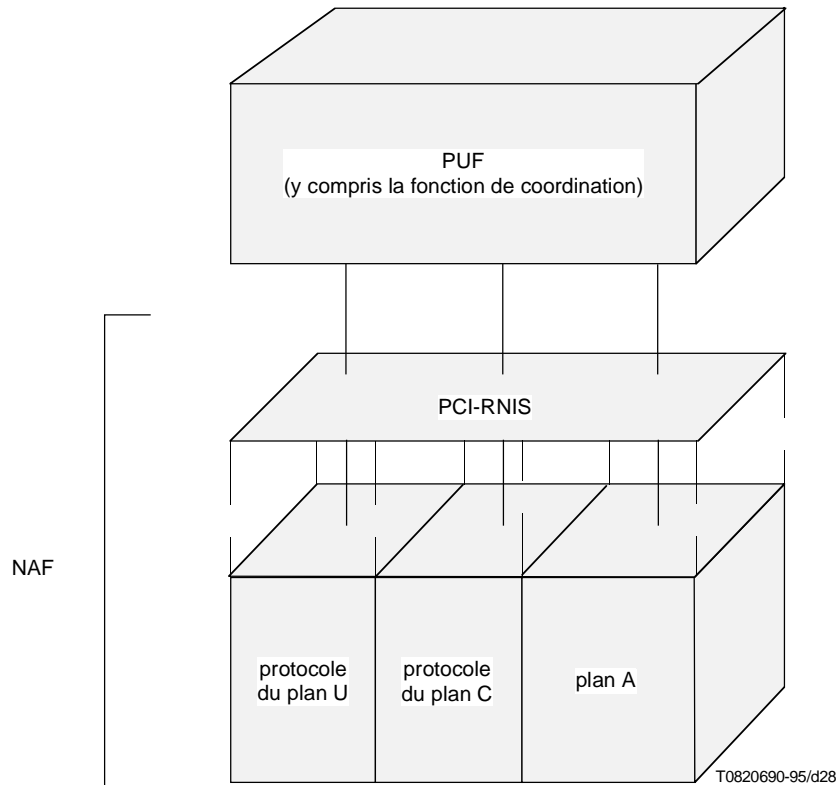 PUF
(y compris la fonction de coordination)
PCI-RNIS
NAF
protocole
du plan U
protocole
du plan C
plan A
T0820690-95/d28